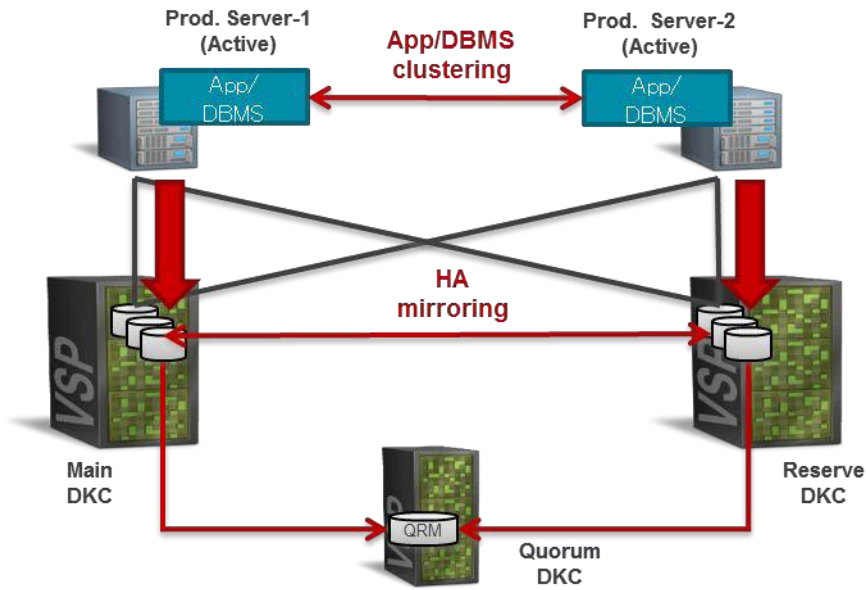 Prod. Server-1
(Active)
App/DBMS
clustering
Prod. Server-2
(Active)
App/
DBMS
App/
DBMS
HA
mirroring
VSP
VSP
Main
DKC
Reserve
DKC
VSP
QRM
Quorum
DKC